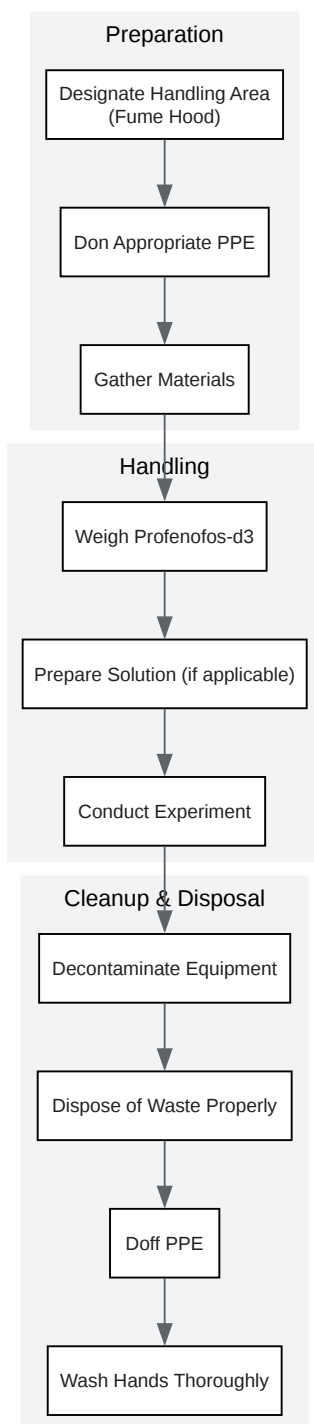 Preparation
Designate Handling Area
(Fume Hood)
Don Appropriate PPE
Gather Materials
Handling
Weigh Profenofos-d3
Prepare Solution (if applicable)
Conduct Experiment
Cleanup & Disposal
Decontaminate Equipment
Dispose of Waste Properly
Doff PPE
Wash Hands Thoroughly